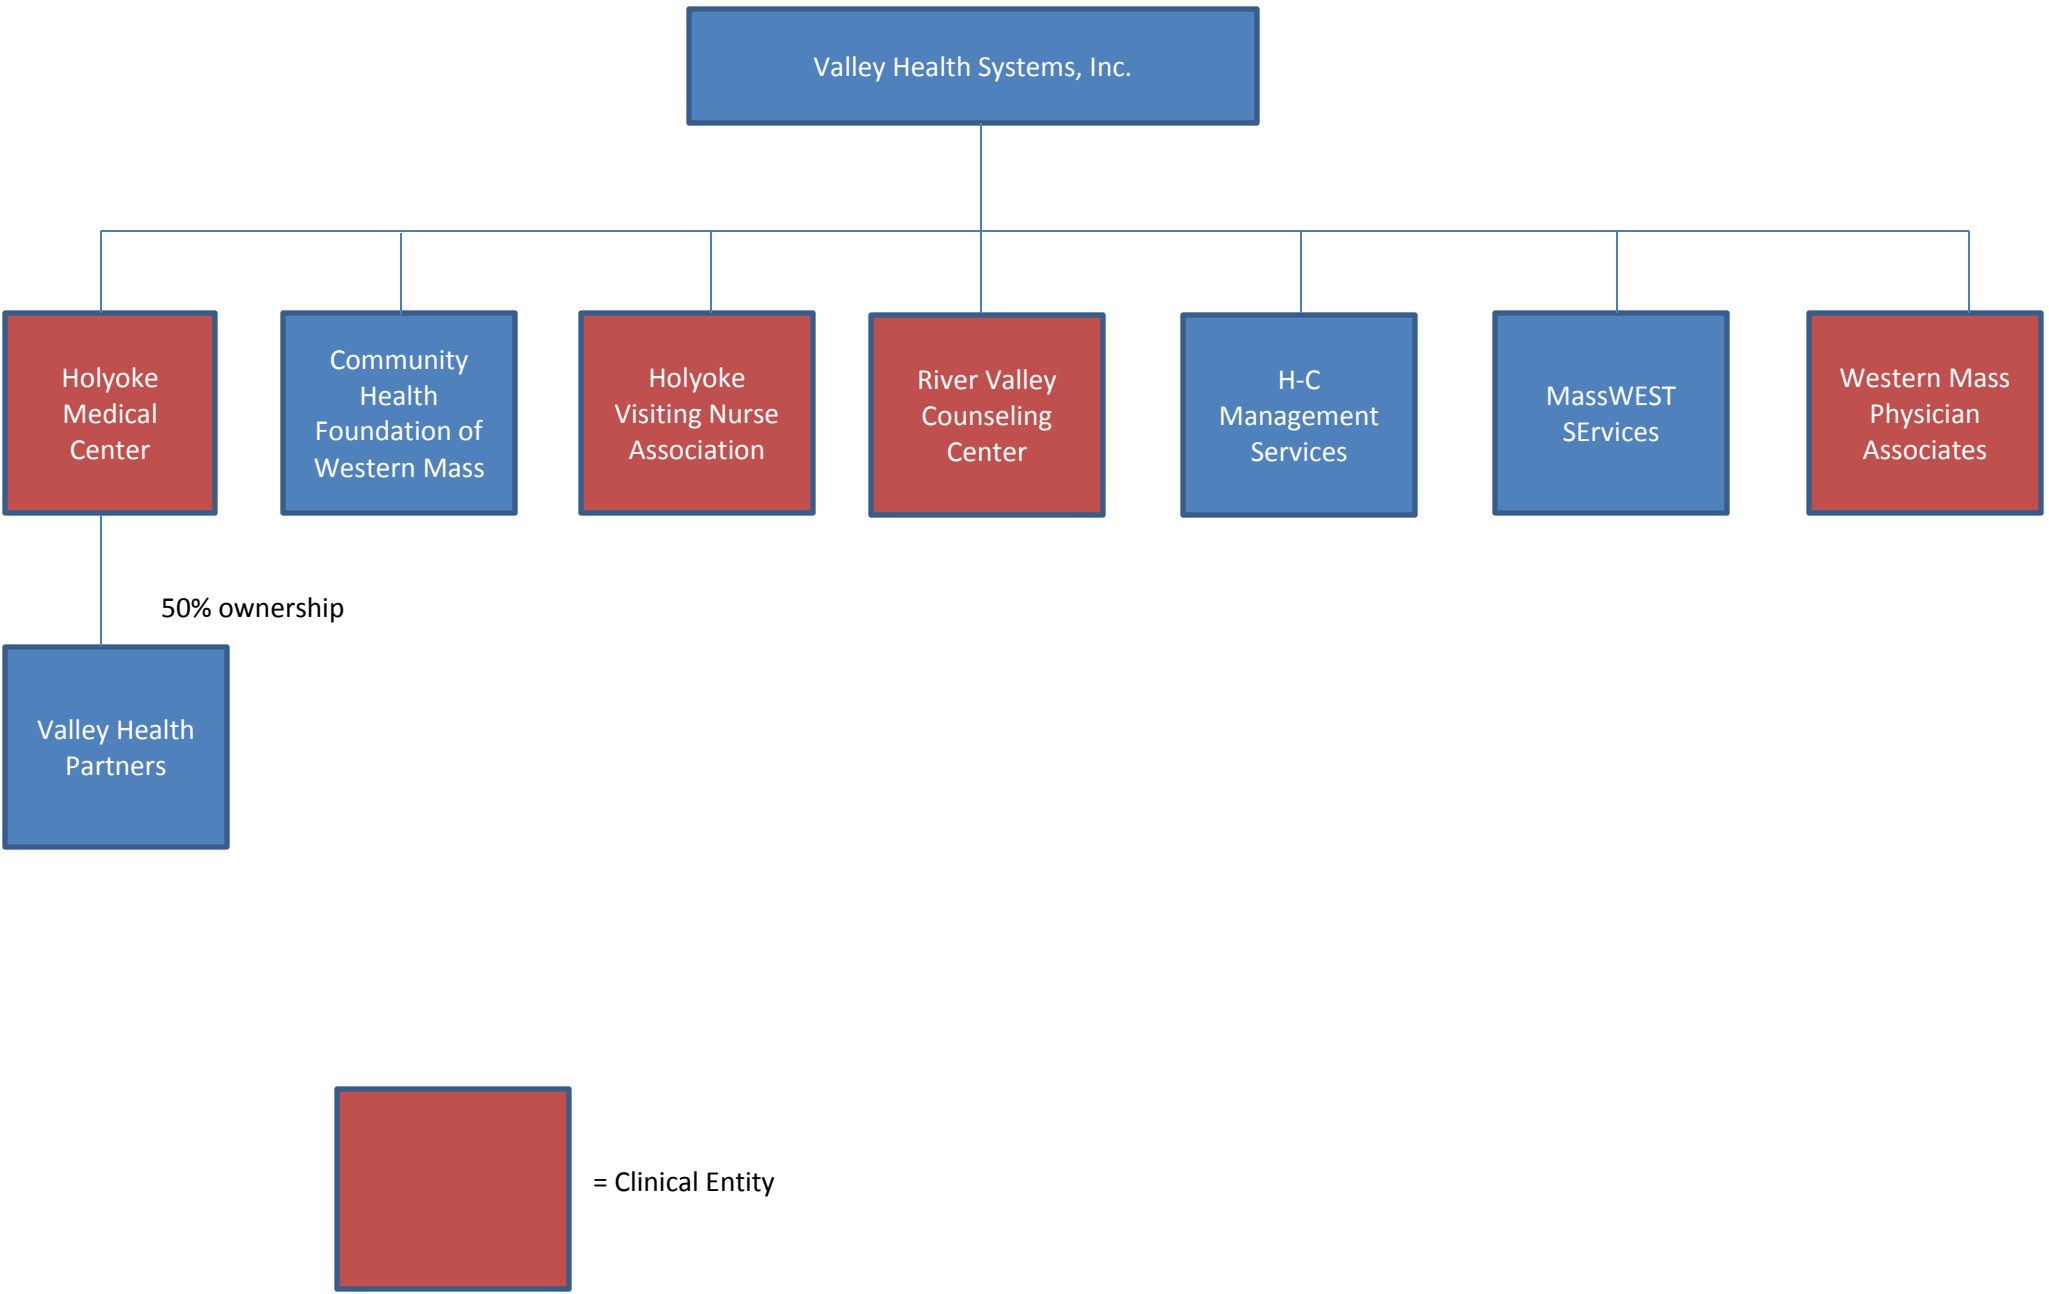 Valley Health Systems, Inc.
Holyoke
Medical
Center
Community
Health
Foundation of
Western Mass
Holyoke
Visiting Nurse
Association
River Valley
Counseling
Center
H-C
Management
Services
MassWEST
SErvices
Western Mass
Physician
Associates
50% ownership
Valley Health
Partners
= Clinical Entity